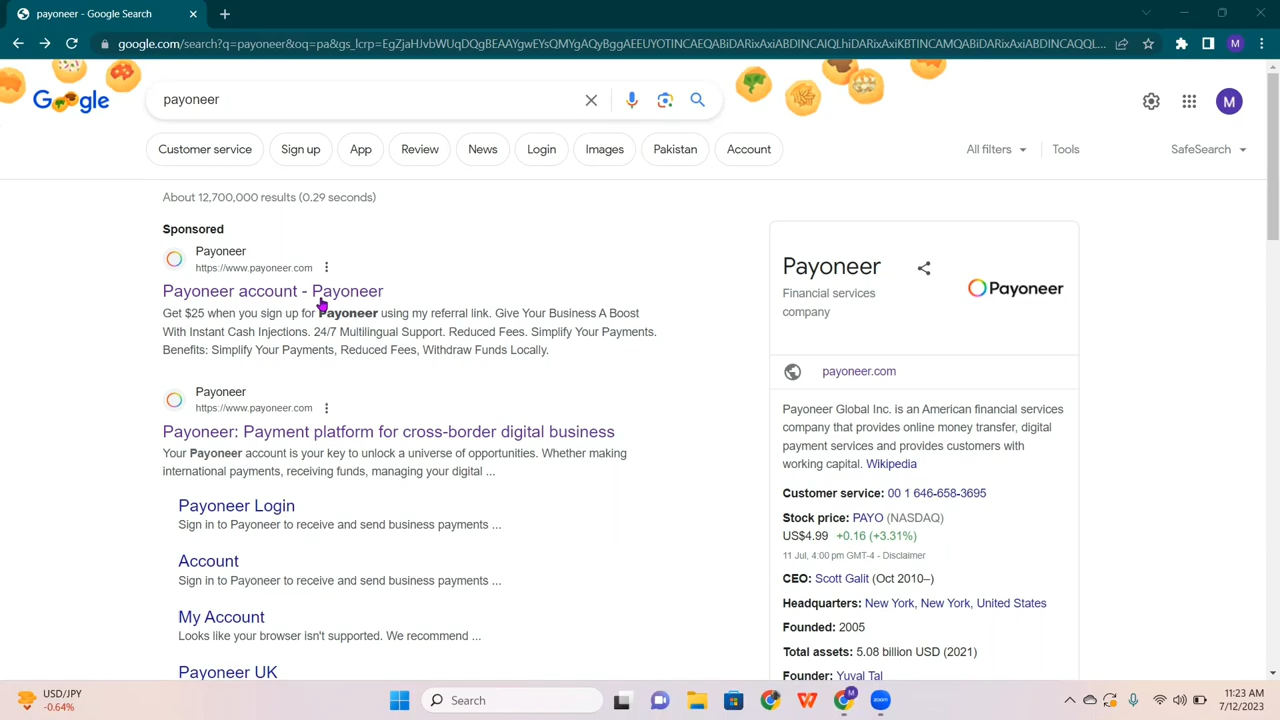 payoneer - Google Search
google.com/search?q=payoneer&oq=pa&gs_lcrp=EgZjaHJvbWUqDQgBEAAYgwEYsQMYgAQyBggAEEUYOTINCAEQABiDARixAxiABDINCAIQLhiDARixAxiKBTINCAMQABiDARixAxiABDINCAQQL...
M
Google
payoneer
M
Customer service
Sign up
App
Review
News
Login
Images
Pakistan
Account
All filters
Tools
SafeSearch
About 12,700,000 results (0.29 seconds)
Sponsored
Payoneer
https://www.payoneer.com
Payoneer account - Payoneer
Get $25 when you sign up for Payoneer using my referral link. Give Your Business A Boost
With Instant Cash Injections. 24/7 Multilingual Support. Reduced Fees. Simplify Your Payments.
Benefits: Simplify Your Payments, Reduced Fees, Withdraw Funds Locally.
Payoneer
https://www.payoneer.com
Payoneer: Payment platform for cross-border digital business
Your Payoneer account is your key to unlock a universe of opportunities. Whether making
international payments, receiving funds, managing your digital ...
Payoneer Login
Sign in to Payoneer to receive and send business payments ...
Account
Sign in to Payoneer to receive and send business payments ...
My Account
Looks like your browser isn't supported. We recommend ...
Payoneer UK
Payoneer
Financial services
company
Payoneer
payoneer.com
Payoneer Global Inc. is an American financial services
company that provides online money transfer, digital
payment services and provides customers with
working capital. Wikipedia
Customer service: 00 1 646-658-3695
Stock price: PAYO (NASDAQ)
US$4.99 +0.16 (+3.31%)
11 Jul, 4:00 pm GMT-4 - Disclaimer
CEO: Scott Galit (Oct 2010–)
Headquarters: New York, New York, United States
Founded: 2005
Total assets: 5.08 billion USD (2021)
Founder: Yuval Tal
USD/JPY
-0.64%
Search
W
M
zoom
11:23 AM
7/12/2023